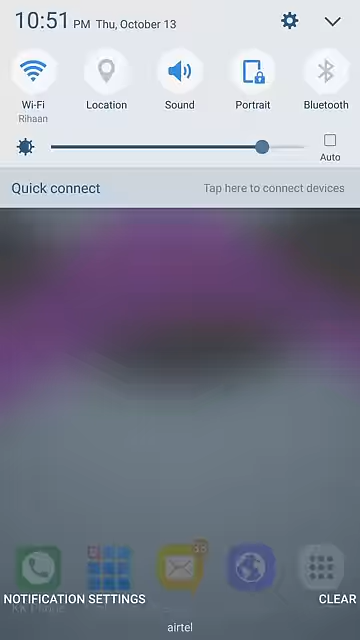 10:51 PM Thu, October 13
Wi-Fi Location Sound Portrait Bluetooth
Rihaan
Auto
Quick connect Tap here to connect devices
Phone
NOTIFICATION SETTINGS CLEAR
airtel